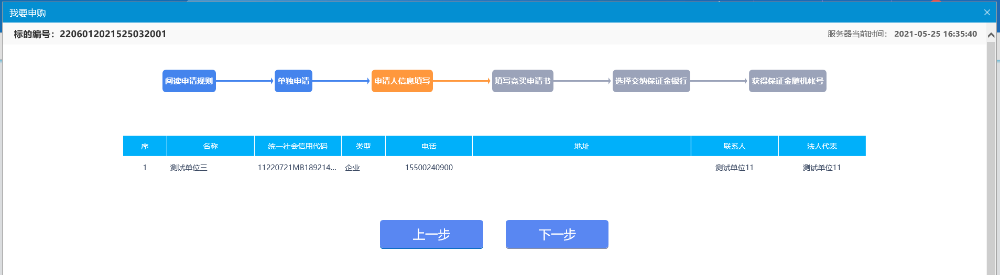 我要申购
标的编号：2206012021525032001 服务器当前时间： 2021-05-25 16:35:40
阅读申请规则 单独申请 申请人信息填写 填写竞买申请书 选择交纳保证金银行 获得保证金随机帐号
序 名称 统一社会信用代码 类型 电话 地址 联系人 法人代表
1 测试单位三 11220721MB189214... 企业 15500240900 测试单位11 测试单位11
上一步 下一步